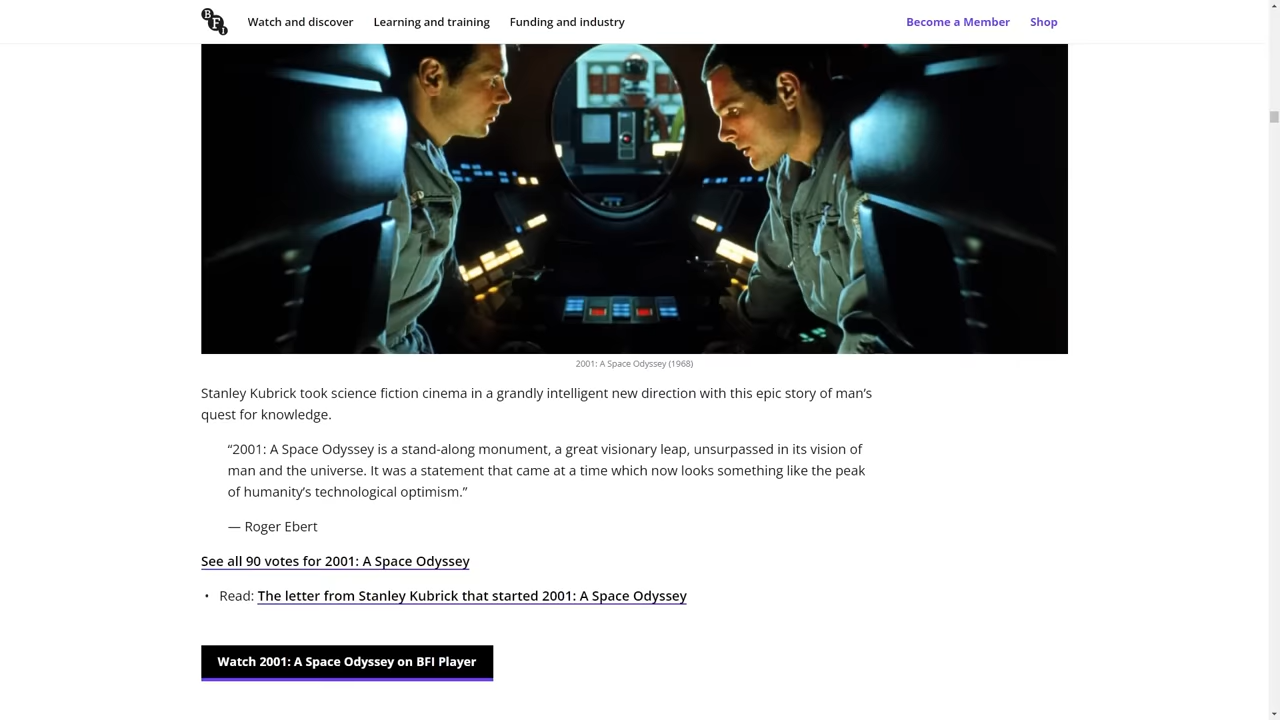 BFi
Watch and discover
Learning and training
Funding and industry
Become a Member
Shop
2001: A Space Odyssey (1968)
Stanley Kubrick took science fiction cinema in a grandly intelligent new direction with this epic story of man’s
quest for knowledge.
“2001: A Space Odyssey is a stand-along monument, a great visionary leap, unsurpassed in its vision of
man and the universe. It was a statement that came at a time which now looks something like the peak
of humanity’s technological optimism.”
— Roger Ebert
See all 90 votes for 2001: A Space Odyssey
• Read: The letter from Stanley Kubrick that started 2001: A Space Odyssey
Watch 2001: A Space Odyssey on BFI Player